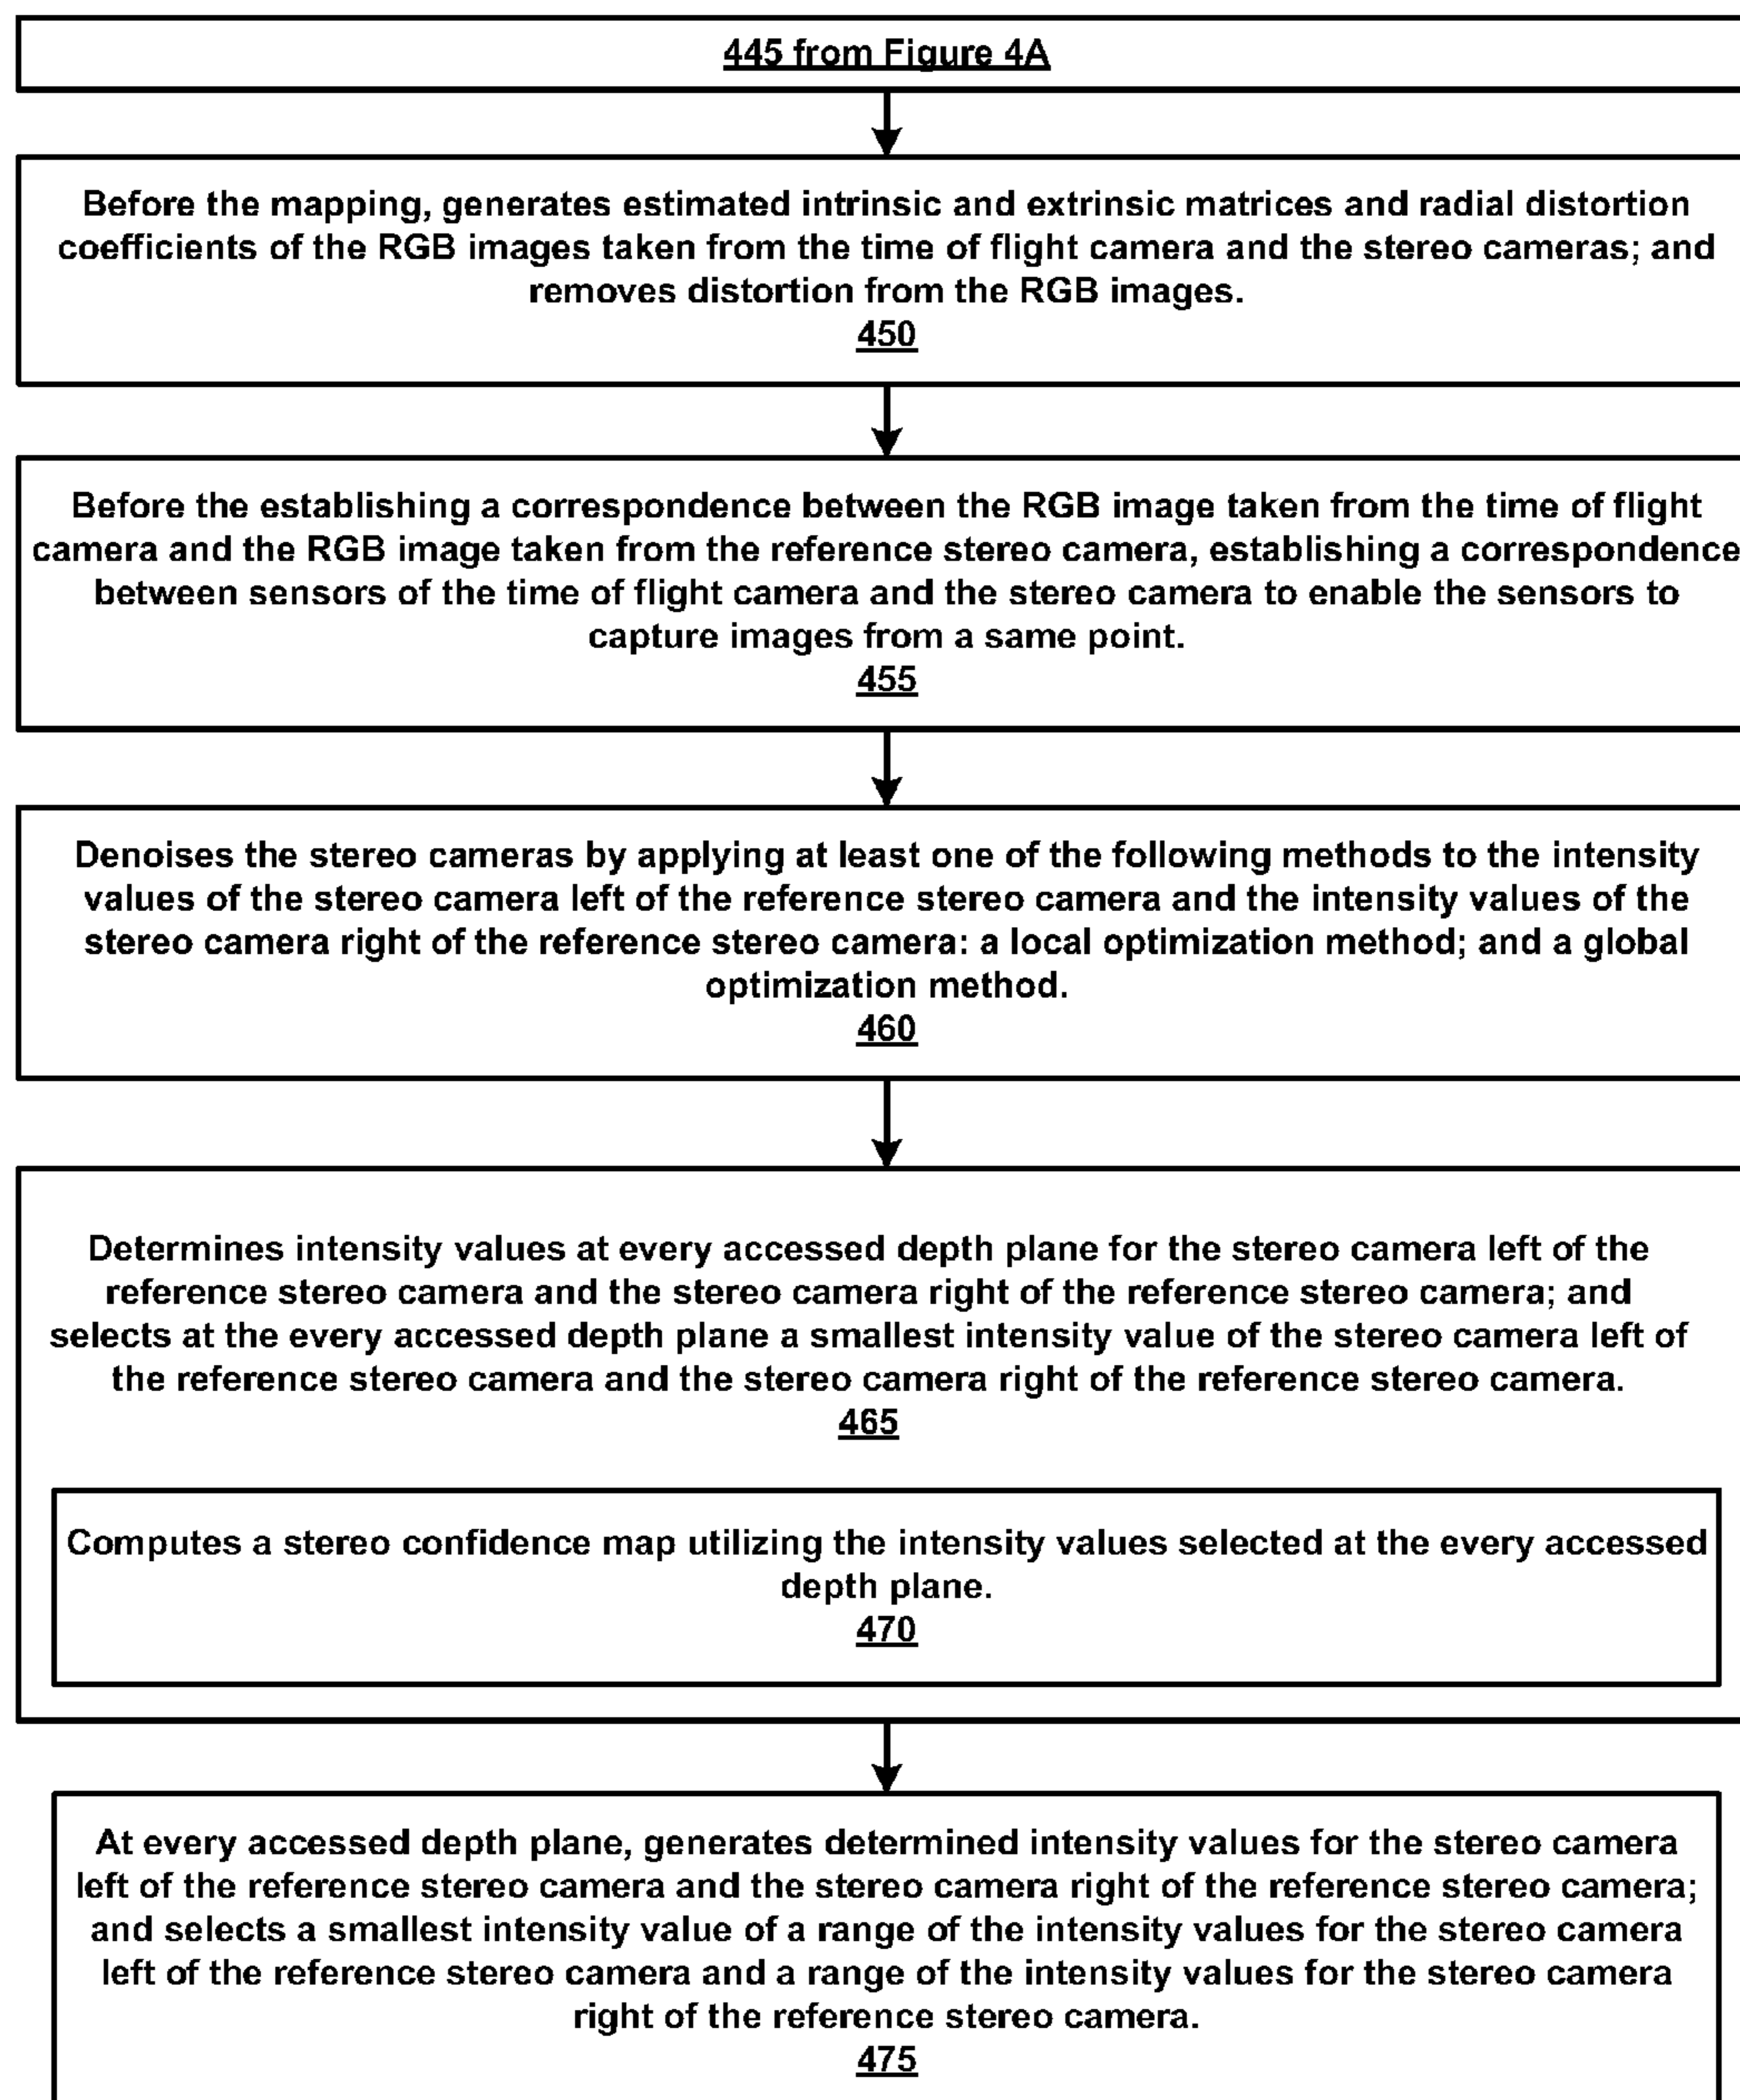 445 from Figure 4A
Before the mapping, generates estimated intrinsic and extrinsic matrices and radial distortion
coefficients of the RGB images taken from the time of flight camera and the stereo cameras; and
removes distortion from the RGB images.
450
Before the establishing a correspondence between the RGB image taken from the time of flight
camera and the RGB image taken from the reference stereo camera, establishing a correspondence
between sensors of the time of flight camera and the stereo camera to enable the sensors to
capture images from a same point.
455
Denoises the stereo cameras by applying at least one of the following methods to the intensity
values of the stereo camera left of the reference stereo camera and the intensity values of the
stereo camera right of the reference stereo camera: a local optimization method; and a global
optimization method.
460
Determines intensity values at every accessed depth plane for the stereo camera left of the
reference stereo camera and the stereo camera right of the reference stereo camera; and
selects at the every accessed depth plane a smallest intensity value of the stereo camera left of
the reference stereo camera and the stereo camera right of the reference stereo camera.
465
Computes a stereo confidence map utilizing the intensity values selected at the every accessed
depth plane.
470
At every accessed depth plane, generates determined intensity values for the stereo camera
left of the reference stereo camera and the stereo camera right of the reference stereo camera;
and selects a smallest intensity value of a range of the intensity values for the stereo camera
left of the reference stereo camera and a range of the intensity values for the stereo camera
right of the reference stereo camera.
475